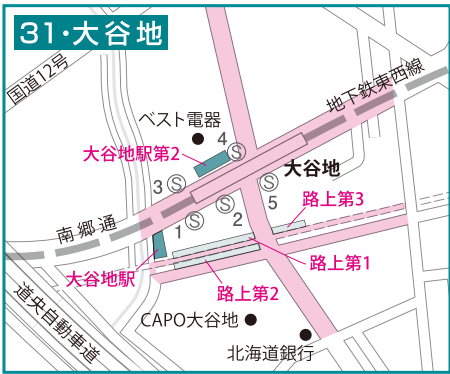 31・大谷地
国道12号
地下鉄東西線
ベスト電器
4
Ⓢ
大谷地駅第2
大谷地
3
Ⓢ
Ⓢ
5
路上第3
南郷通
Ⓢ
1
Ⓢ
2
大谷地駅
路上第1
路上第2
道央自動車道
CAPO大谷地
北海道銀行